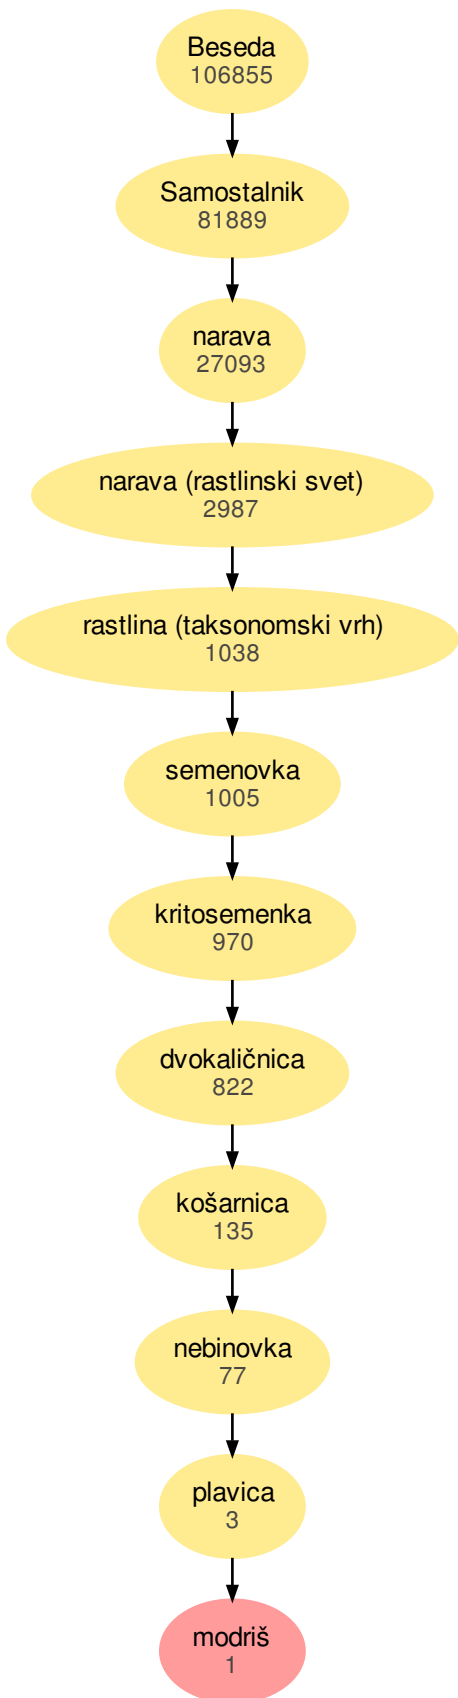 Beseda
106855
Samostalnik
81889
narava
27093
narava (rastlinski svet)
2987
rastlina (taksonomski vrh)
1038
semenovka
1005
kritosemenka
970
dvokaličnica
822
košarnica
135
nebinovka
77
plavica
3
modriš
1